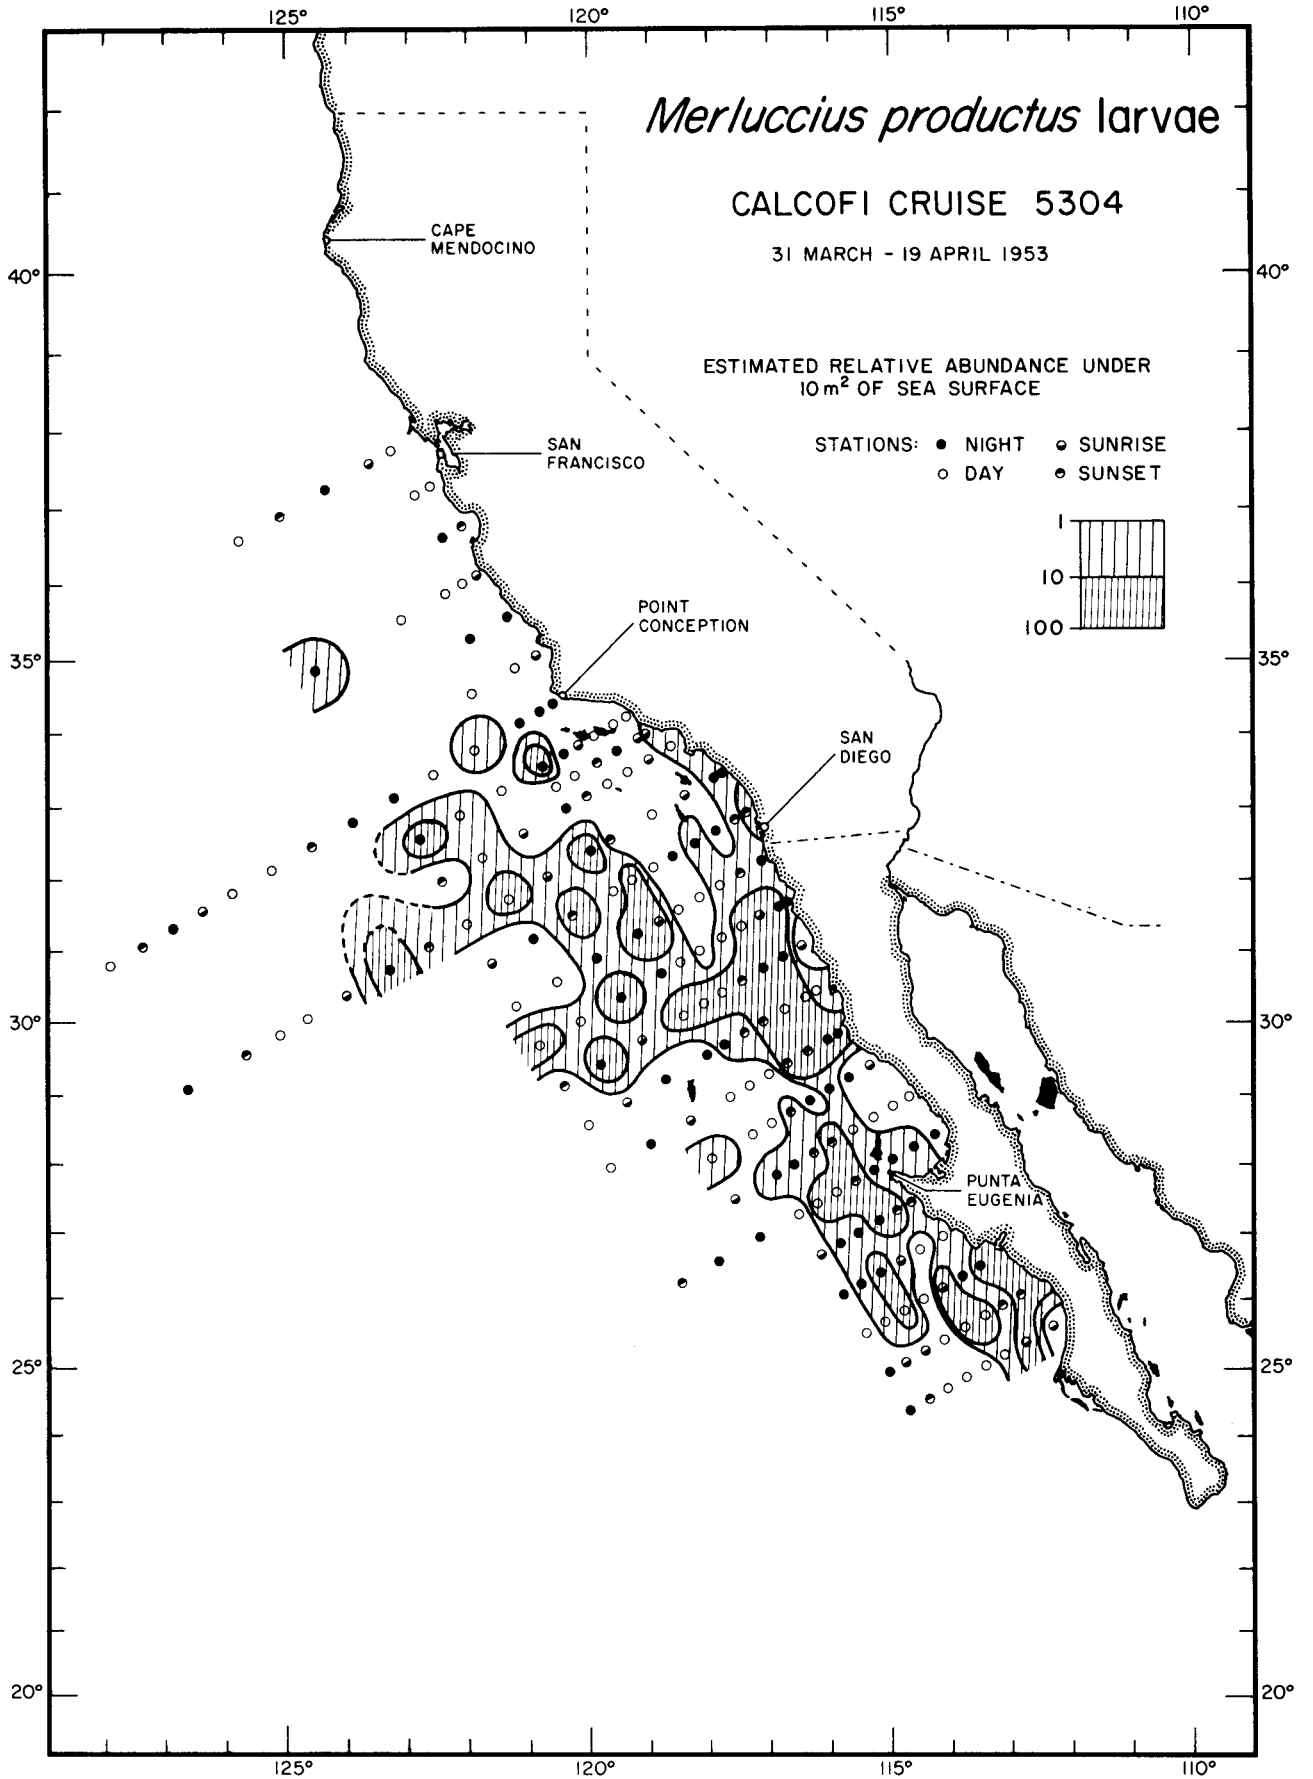 125° 120° 115° 110°
Merluccius productus larvae
CALCOFI CRUISE 5304
31 MARCH - 19 APRIL 1953
CAPE
MENDOCINO
40° 40°
ESTIMATED RELATIVE ABUNDANCE UNDER
10 m² OF SEA SURFACE
STATIONS: ● NIGHT ◒ SUNRISE
○ DAY ◓ SUNSET
SAN
FRANCISCO
1
10
100
POINT
CONCEPTION
35° 35°
SAN
DIEGO
30° 30°
PUNTA
EUGENIA
25° 25°
20° 20°
125° 120° 115° 110°